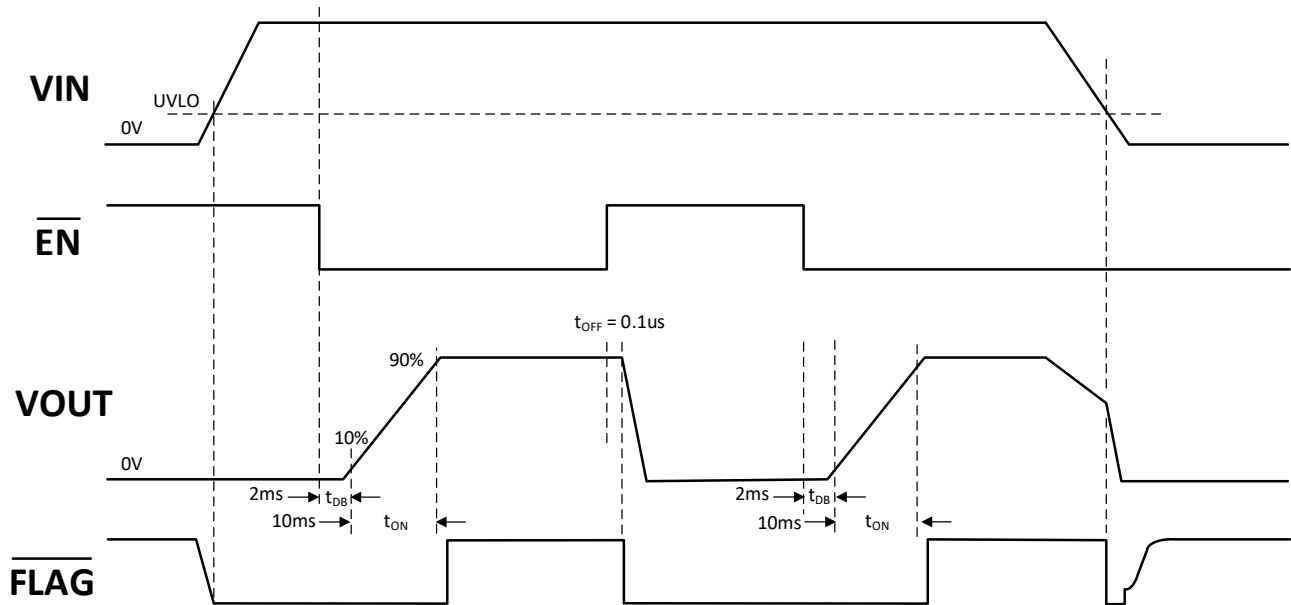 VIN
UVLO
0V
EN
tOFF = 0.1us
VOUT
90%
10%
0V
2ms
tDB
10ms
tON
2ms
tDB
10ms
tON
FLAG